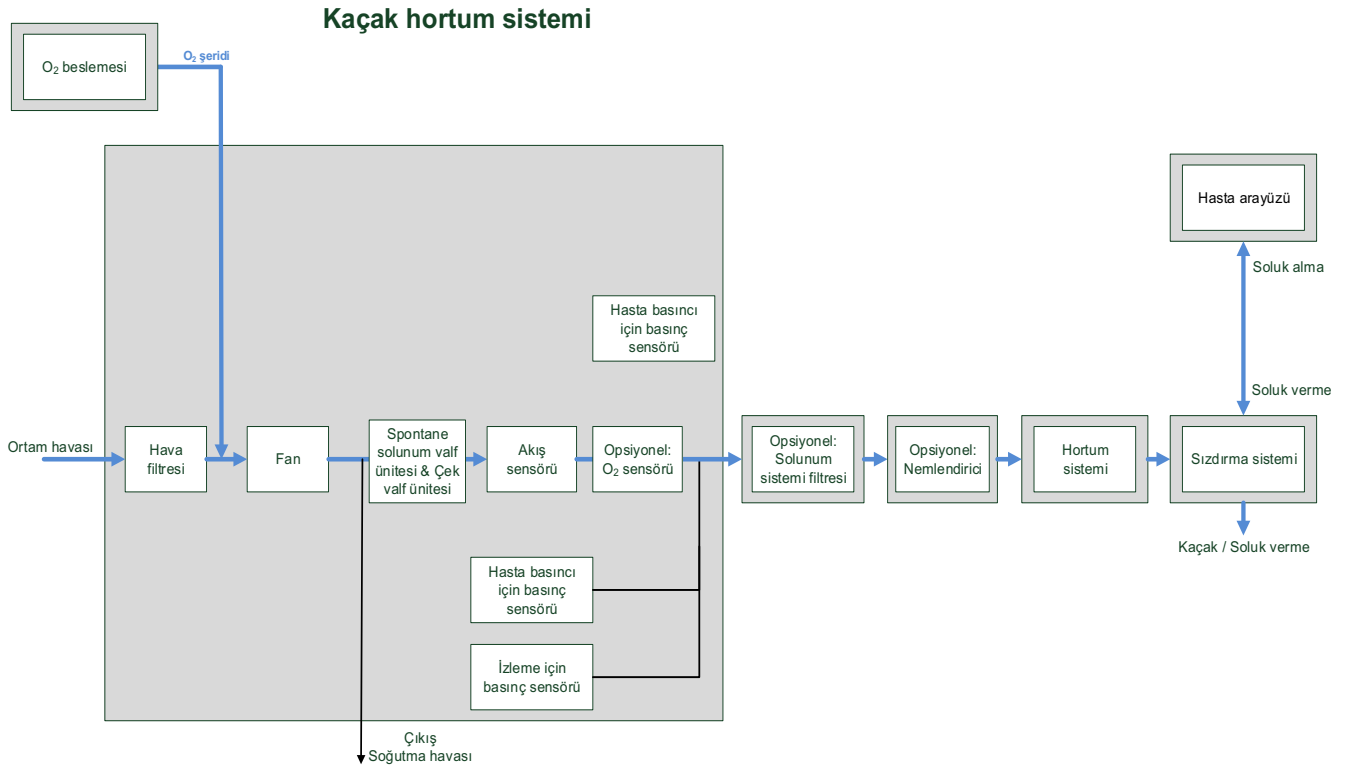 Kaçak hortum sistemi
O₂ beslemesi
O₂ şeridi
Hasta arayüzü
Soluk alma
Hasta basıncı
için basınç
sensörü
Soluk verme
Ortam havası
Hava
filtresi
Fan
Spontane
solunum valf
ünitesi & Çek
valf ünitesi
Akış
sensörü
Opsiyonel:
O₂ sensörü
Opsiyonel:
Solunum
sistemi filtresi
Opsiyonel:
Nemlendirici
Hortum
sistemi
Sızdırma sistemi
Kaçak / Soluk verme
Hasta basıncı
için basınç
sensörü
İzleme için
basınç sensörü
Çıkış
Soğutma havası